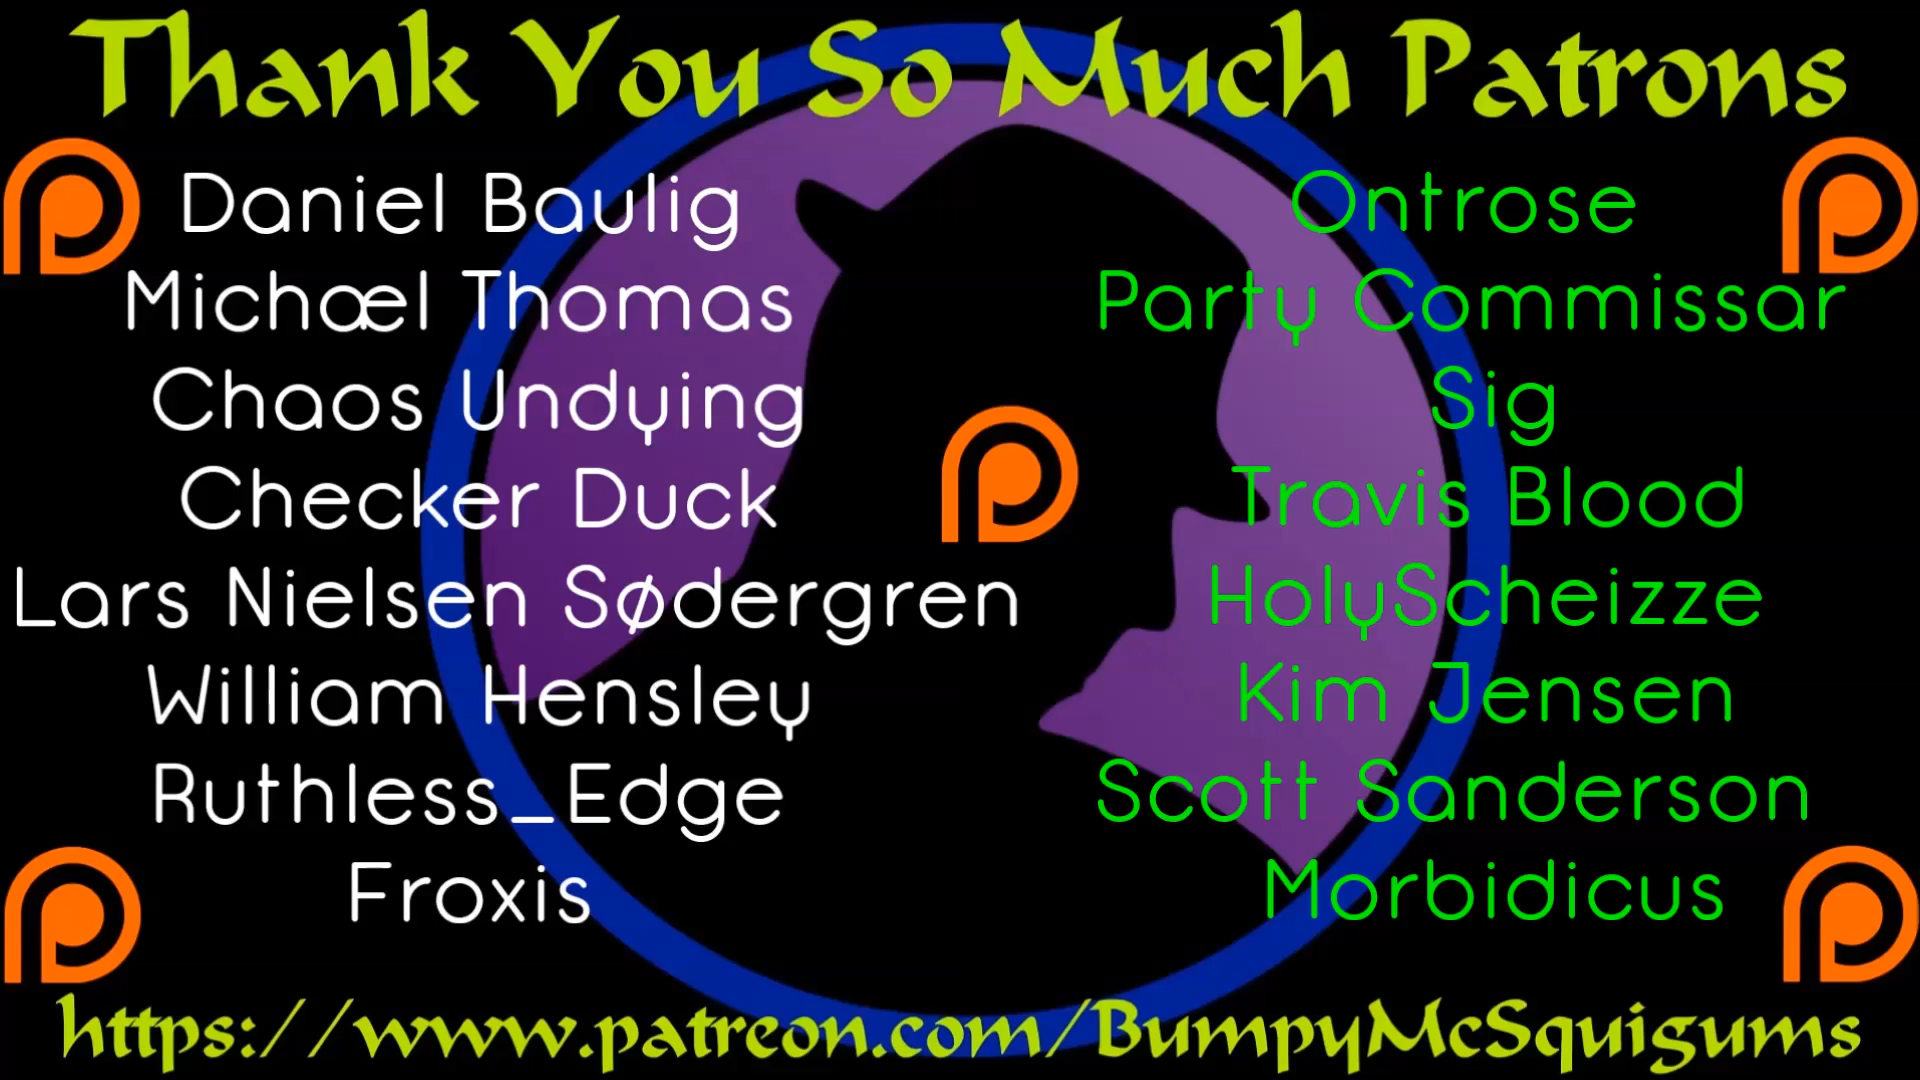 Thank You So Much Patrons
Daniel Baulig
Michæl Thomas
Chaos Undying
Checker Duck
Lars Nielsen Sødergren
William Hensley
Ruthless_Edge
Froxis
Ontrose
Party Commissar
Sig
Travis Blood
HolyScheizze
Kim Jensen
Scott Sanderson
Morbidicus
https://www.patreon.com/BumpyMcSquigums